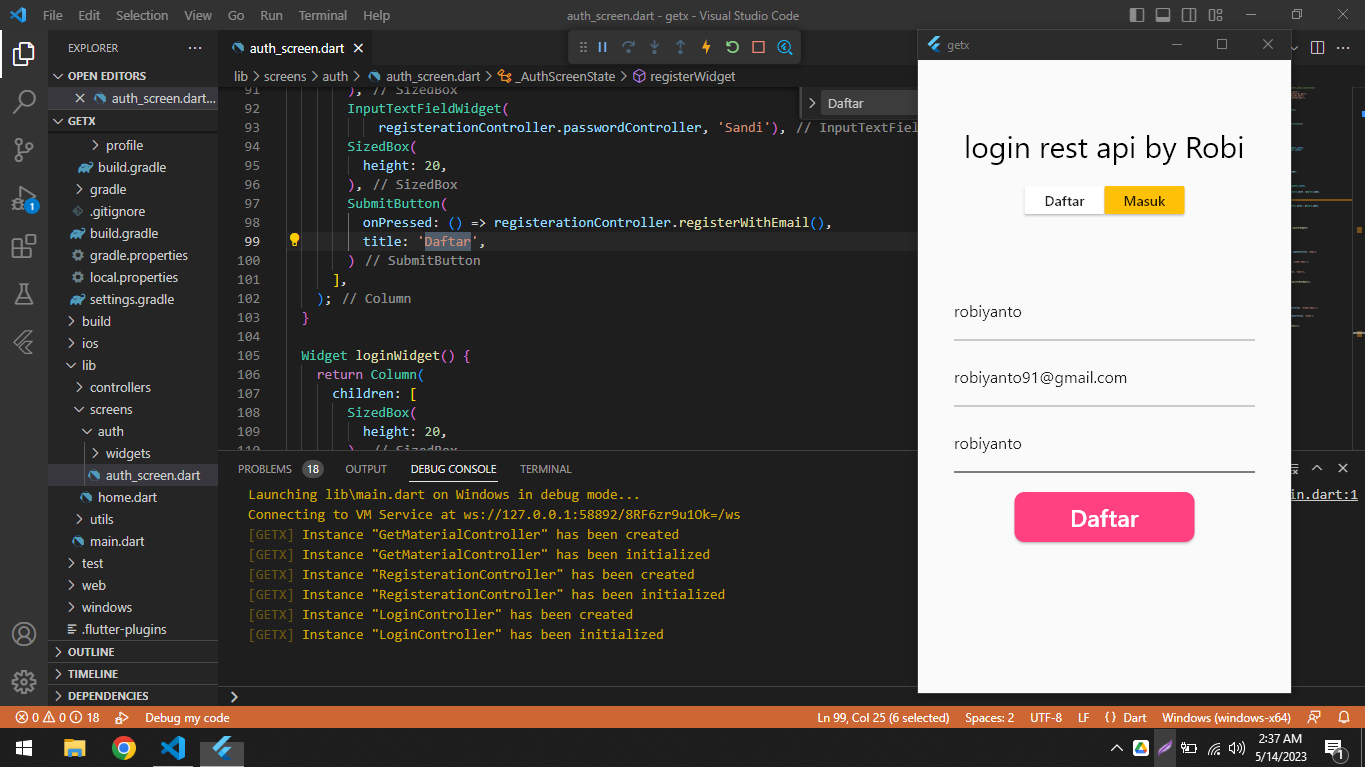 File Edit Selection View Go Run Terminal Help
auth_screen.dart - getx - Visual Studio Code
EXPLORER
OPEN EDITORS
auth_screen.dart...
GETX
profile
build.gradle
gradle
.gitignore
build.gradle
gradle.properties
local.properties
settings.gradle
build
ios
lib
controllers
screens
auth
widgets
auth_screen.dart
home.dart
utils
main.dart
test
web
windows
.flutter-plugins
OUTLINE
TIMELINE
DEPENDENCIES
1
auth_screen.dart
lib > screens > auth > auth_screen.dart > _AuthScreenState > registerWidget
Daftar
91 ), // SizedBox
92 InputTextFieldWidget(
93 registerationController.passwordController, 'Sandi'), // InputTextFiel
94 SizedBox(
95 height: 20,
96 ), // SizedBox
97 SubmitButton(
98 onPressed: () => registerationController.registerWithEmail(),
99 title: 'Daftar',
100 ) // SubmitButton
101 ],
102 ); // Column
103 }
104
105 Widget loginWidget() {
106 return Column(
107 children: [
108 SizedBox(
109 height: 20,
110 ), // SizedBox
PROBLEMS 18 OUTPUT DEBUG CONSOLE TERMINAL
Launching lib\main.dart on Windows in debug mode...
in.dart:1
Connecting to VM Service at ws://127.0.0.1:58892/8RF6zr9u1Ok=/ws
[GETX] Instance "GetMaterialController" has been created
[GETX] Instance "GetMaterialController" has been initialized
[GETX] Instance "RegisterationController" has been created
[GETX] Instance "RegisterationController" has been initialized
[GETX] Instance "LoginController" has been created
[GETX] Instance "LoginController" has been initialized
getx
login rest api by Robi
Daftar Masuk
robiyanto
robiyanto91@gmail.com
robiyanto
Daftar
0 0 18 Debug my code
Ln 99, Col 25 (6 selected) Spaces: 2 UTF-8 LF {} Dart Windows (windows-x64)
2:37 AM
5/14/2023
1